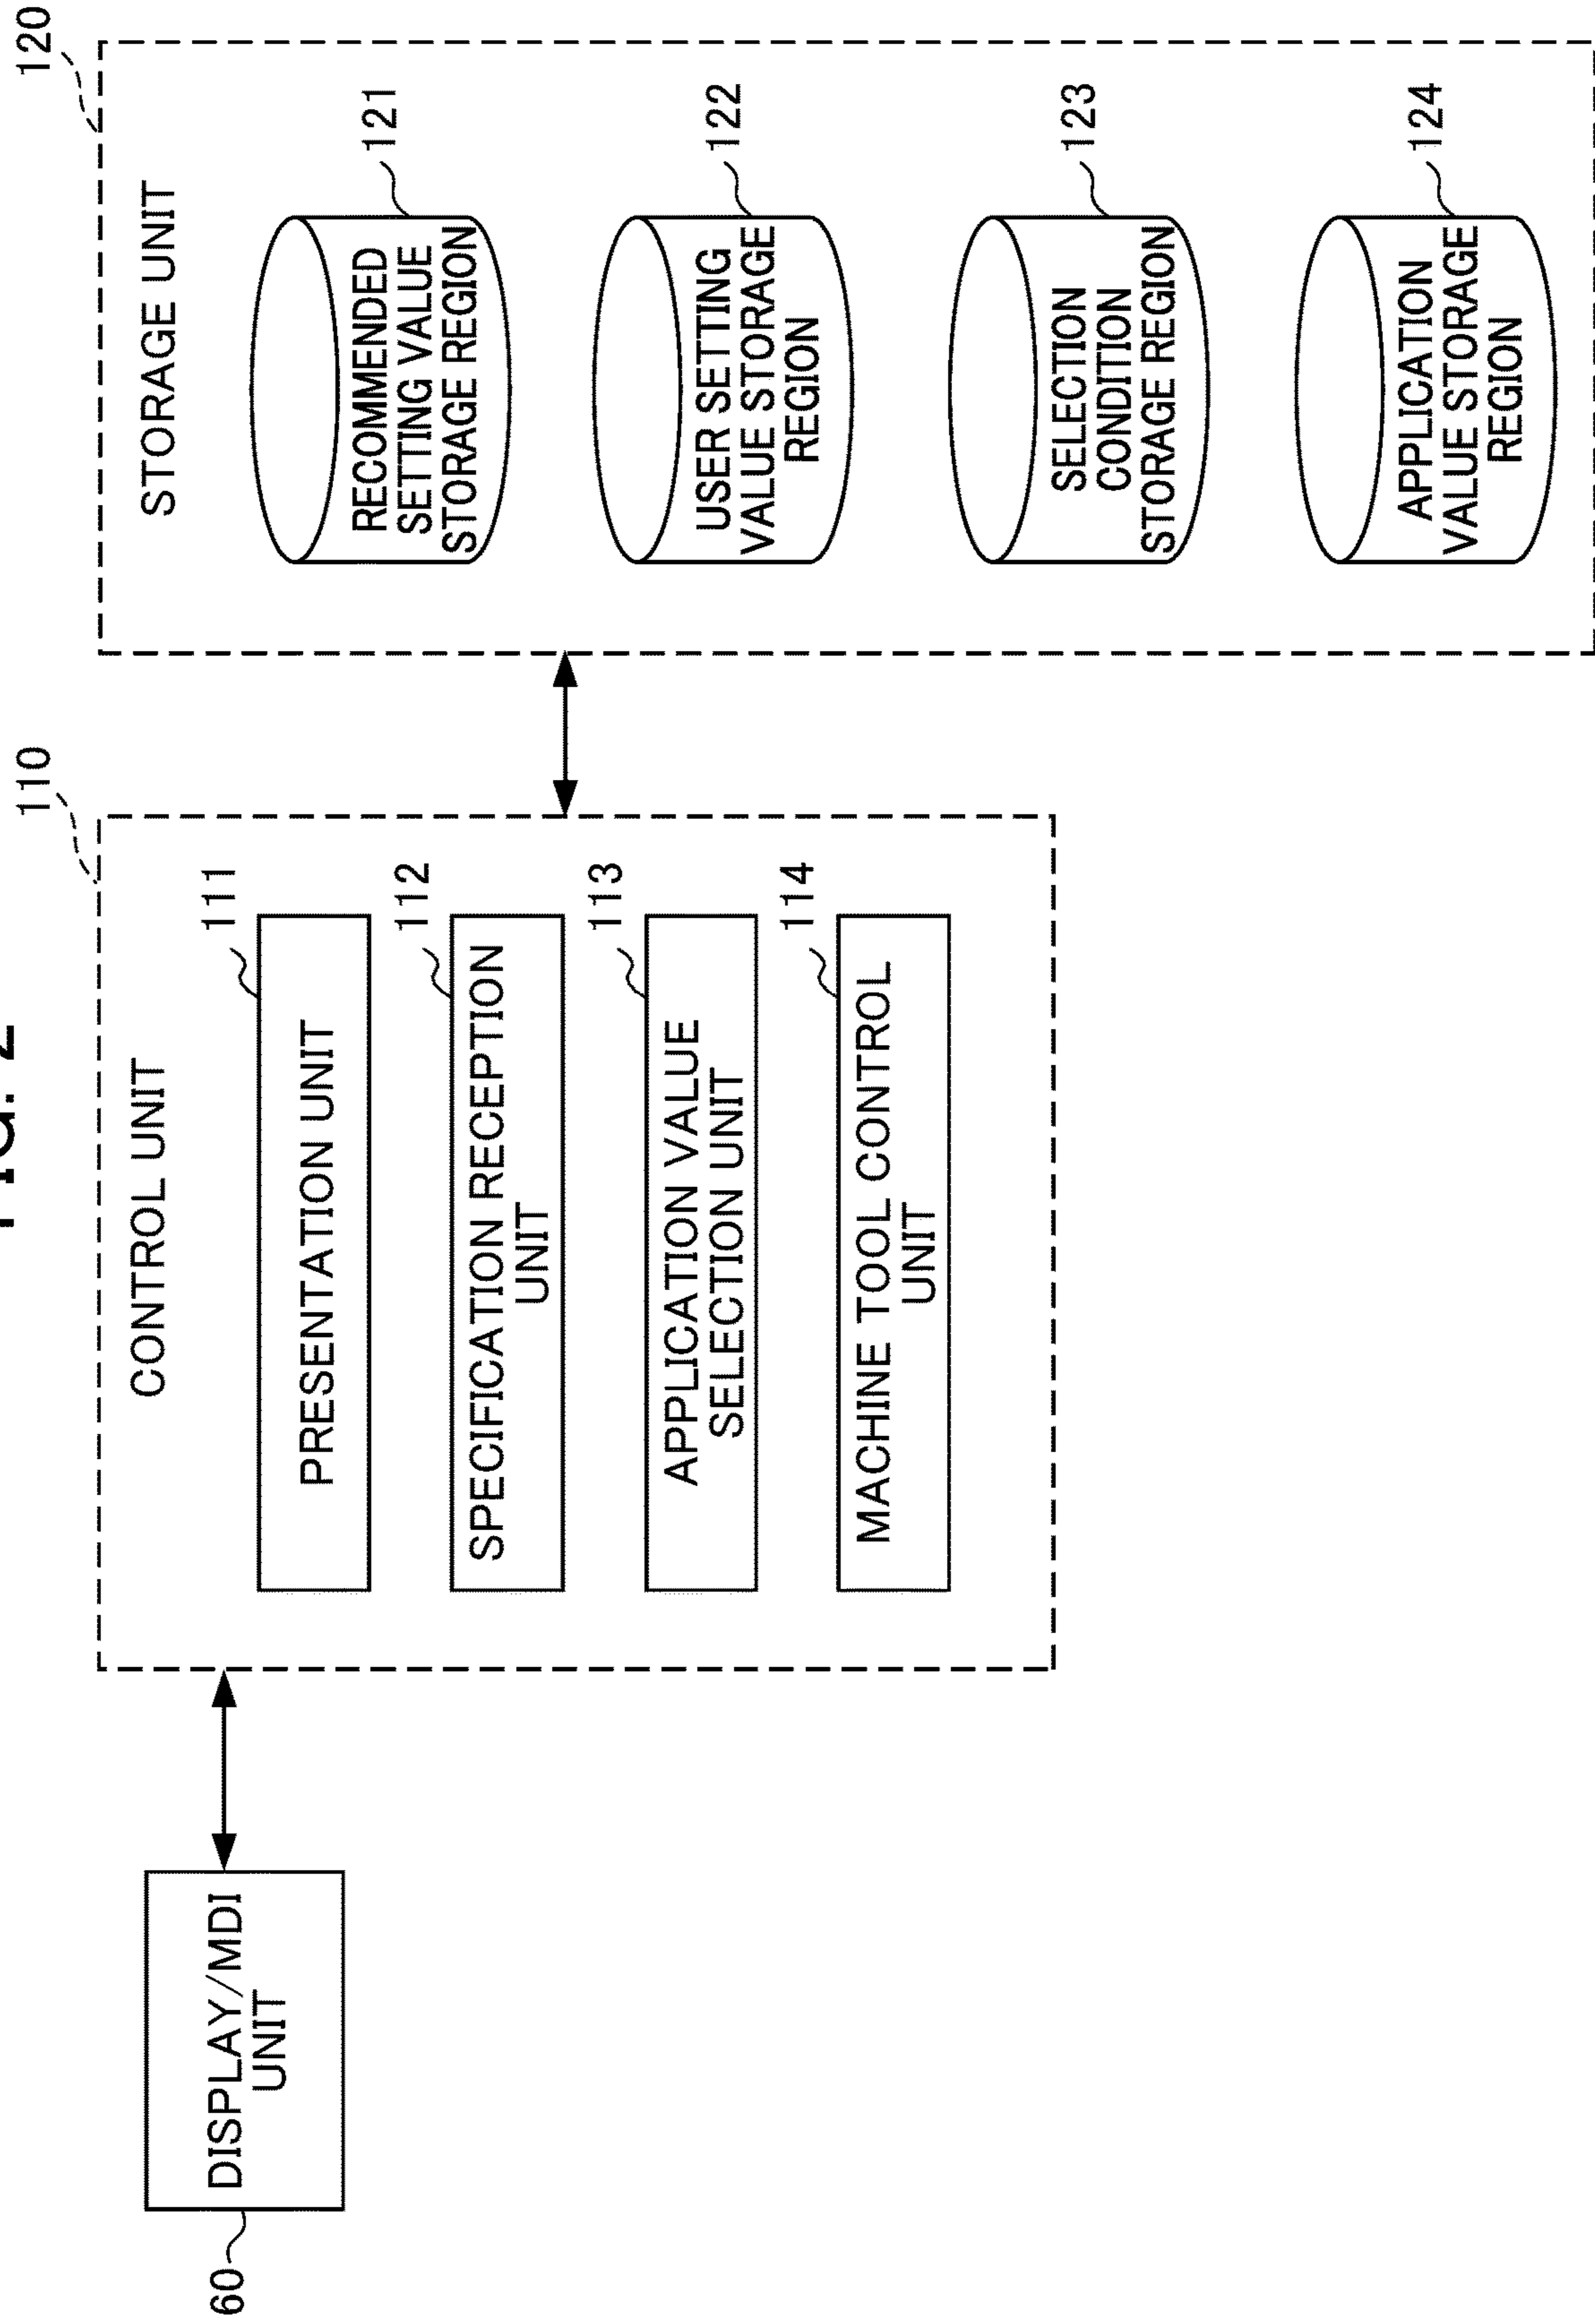 FIG. 2
60
DISPLAY/MDI
UNIT
110
CONTROL UNIT
111
PRESENTATION UNIT
112
SPECIFICATION RECEPTION
UNIT
113
APPLICATION VALUE
SELECTION UNIT
114
MACHINE TOOL CONTROL
UNIT
120
STORAGE UNIT
121
RECOMMENDED
SETTING VALUE
STORAGE REGION
122
USER SETTING
VALUE STORAGE
REGION
123
SELECTION
CONDITION
STORAGE REGION
124
APPLICATION
VALUE STORAGE
REGION